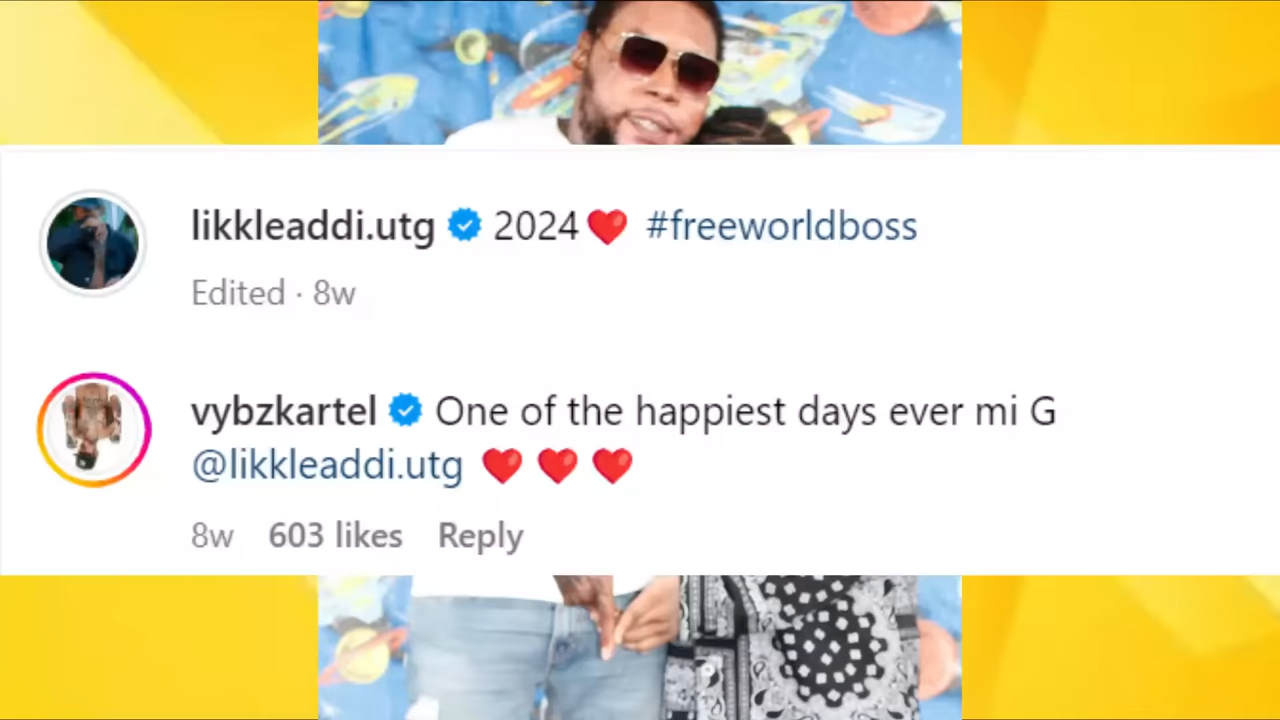 likkleaddi.utg 2024❤️ #freeworldboss
Edited · 8w
vybzkartel One of the happiest days ever mi G
@likkleaddi.utg ❤️ ❤️ ❤️
8w 603 likes Reply